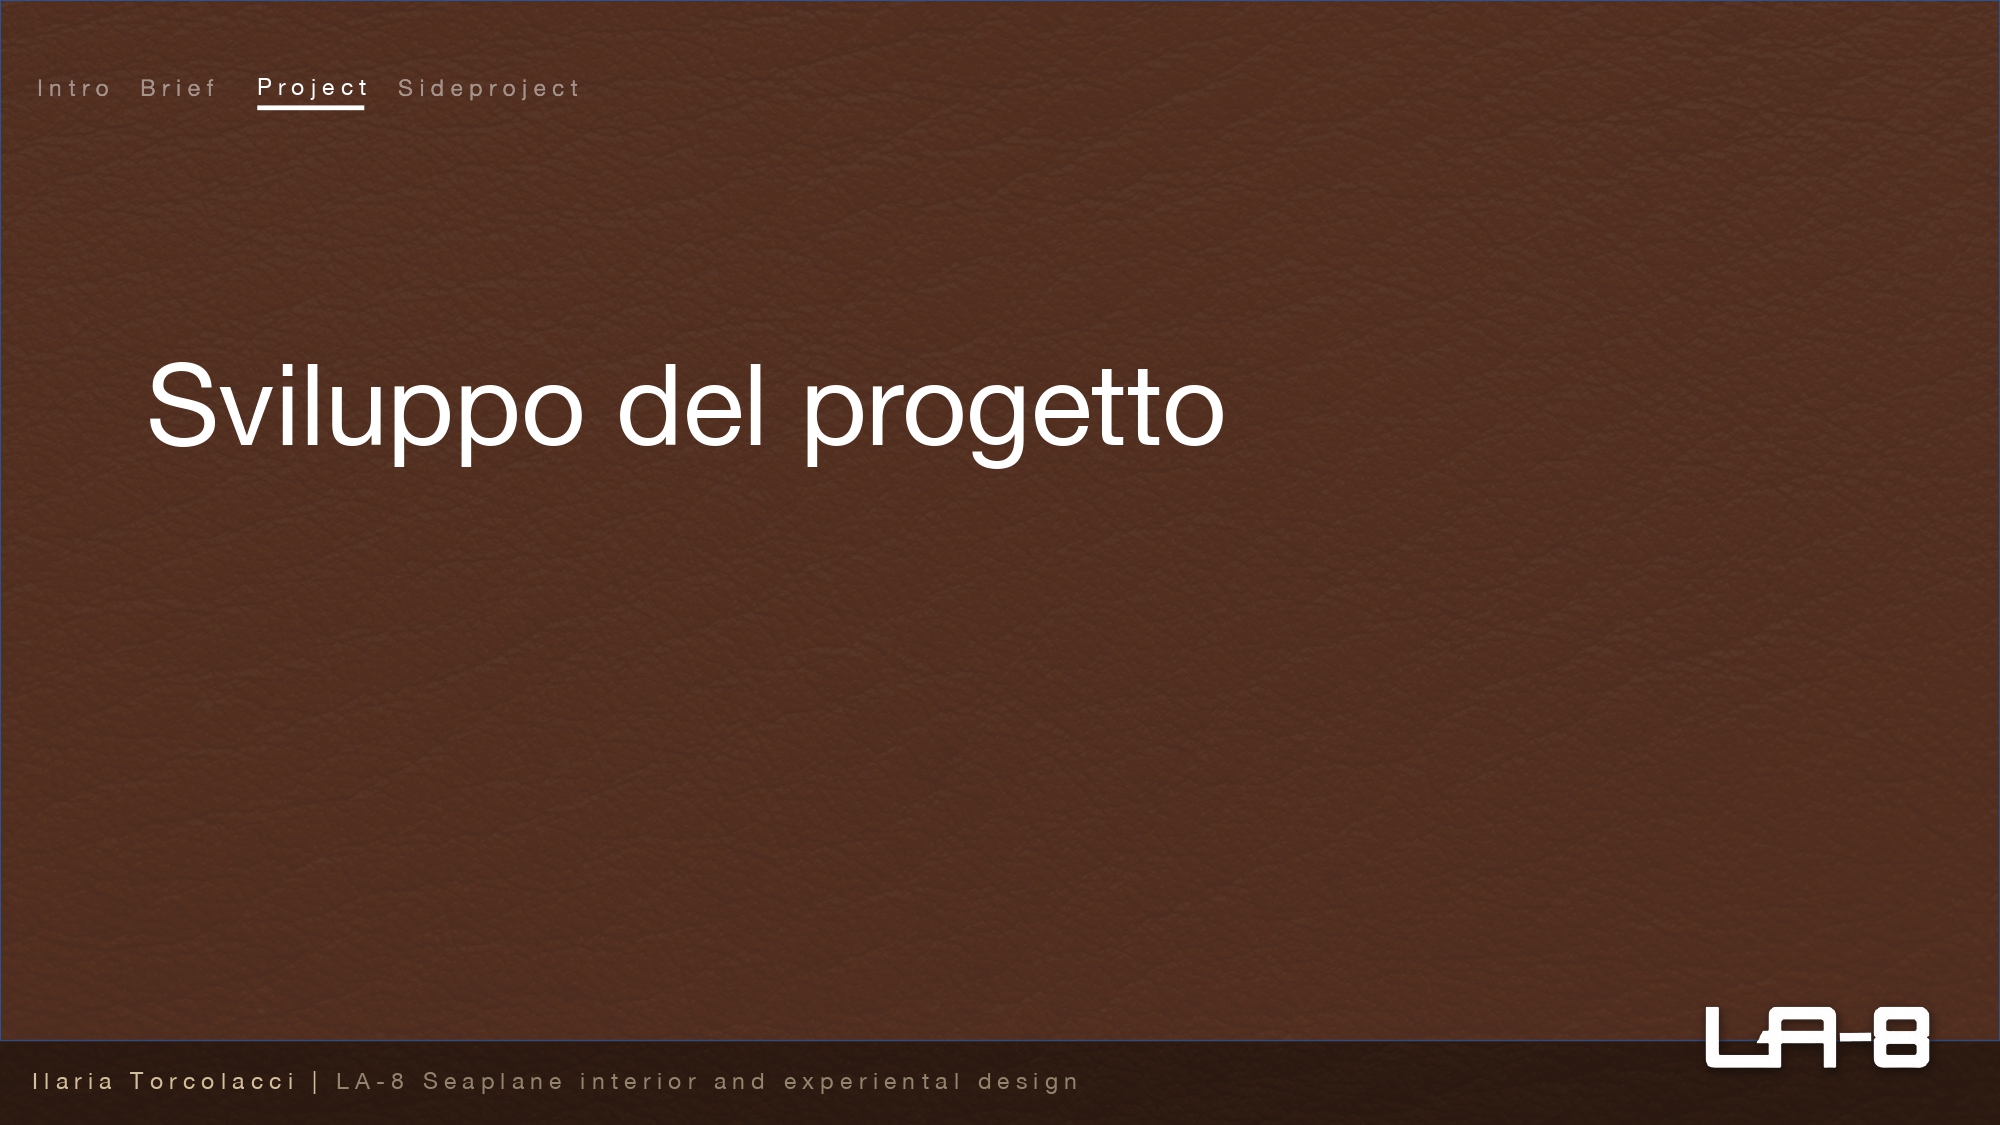 Intro Brief Project Sideproject
Sviluppo del progetto
LA-8
Ilaria Torcolacci | LA-8 Seaplane interior and experiental design